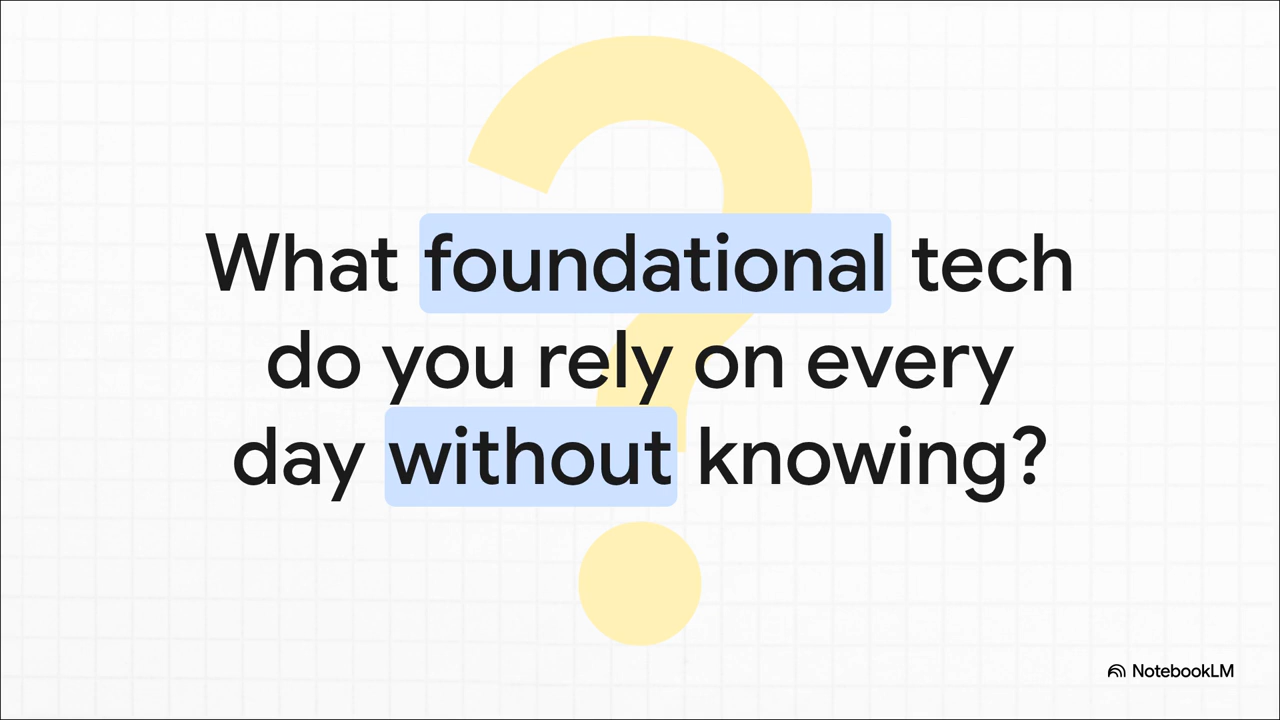 What foundational tech
do you rely on every
day without knowing?
NotebookLM